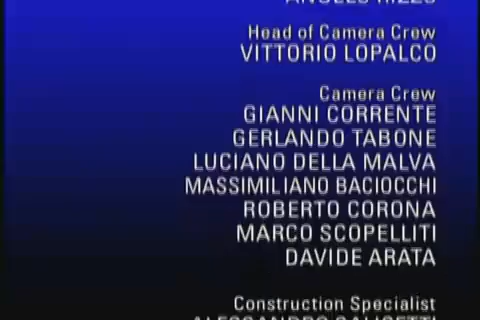 Head of Camera Crew
VITTORIO LOPALCO
Camera Crew
GIANNI CORRENTE
GERLANDO TABONE
LUCIANO DELLA MALVA
MASSIMILIANO BACIOCCHI
ROBERTO CORONA
MARCO SCOPELLITI
DAVIDE ARATA
Construction Specialist